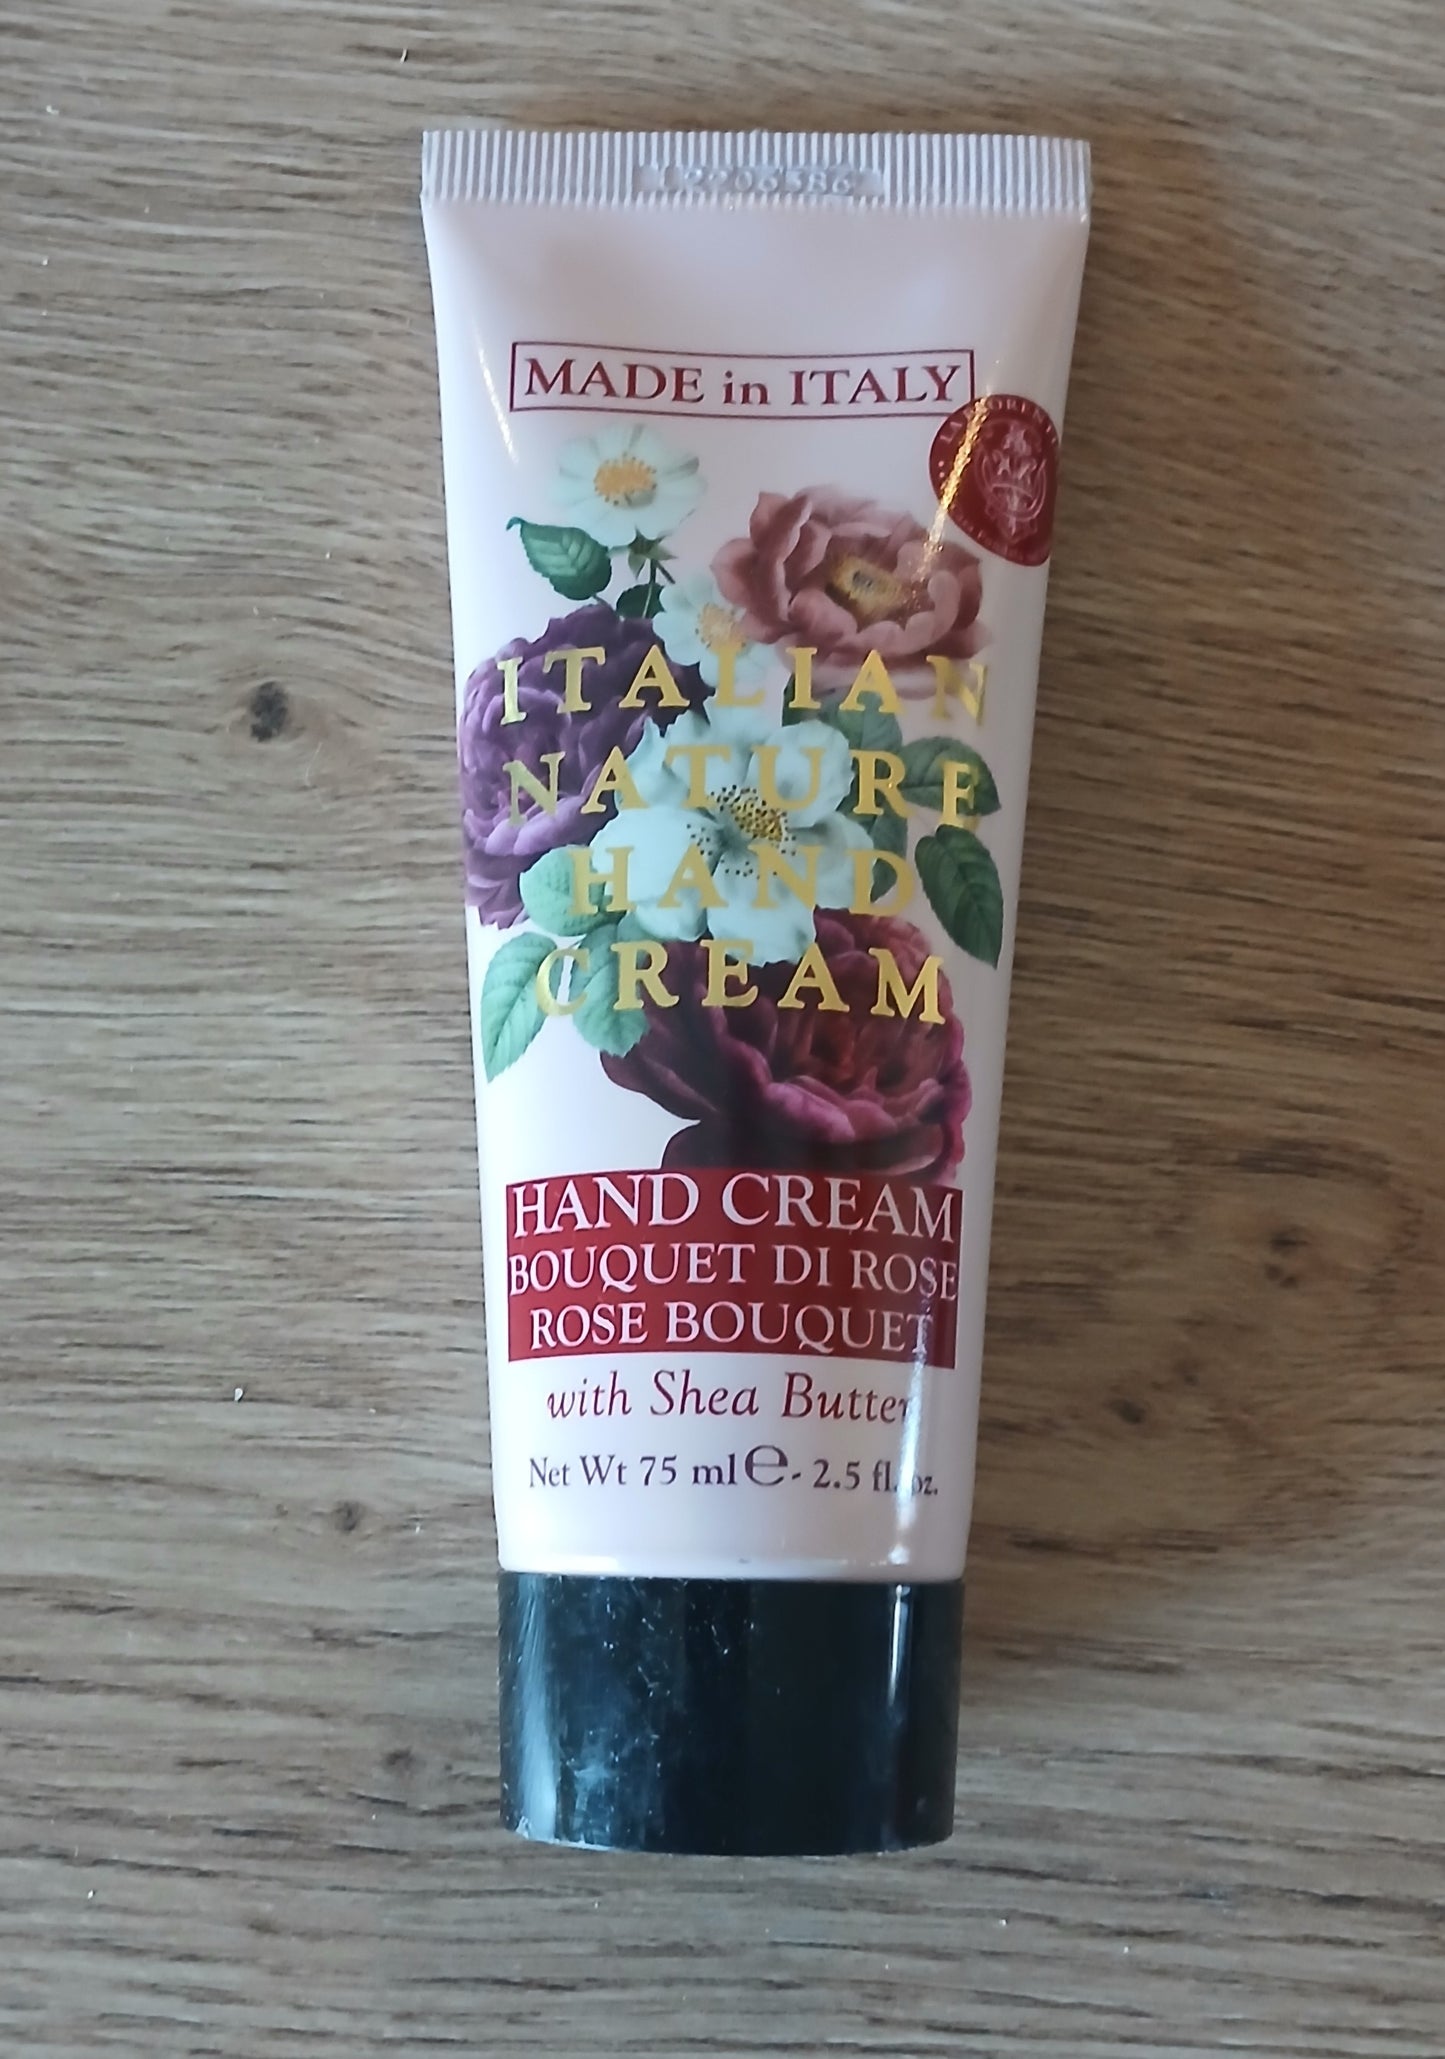 MADE in ITALY
ITALIAN
NATURE
HAND
CREAM
HAND CREAM
BOUQUET DI ROSE
ROSE BOUQUET
with Shea Butter
Net Wt 75 ml ℮ - 2.5 fl. oz.